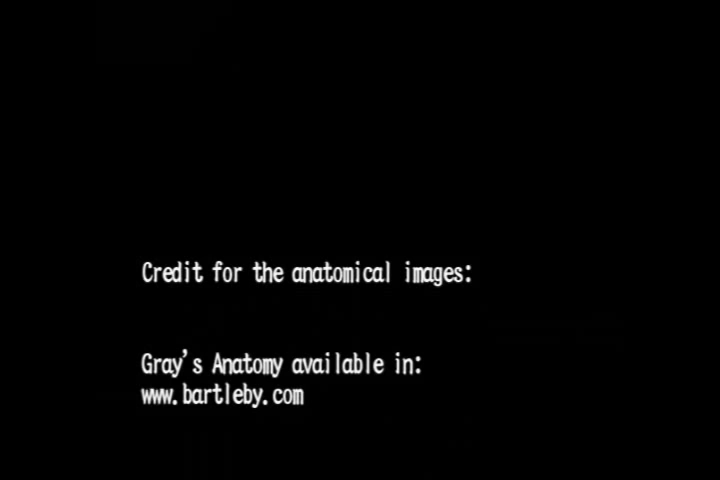 Credit for the anatomical images:
Gray's Anatomy available in:
www.bartleby.com